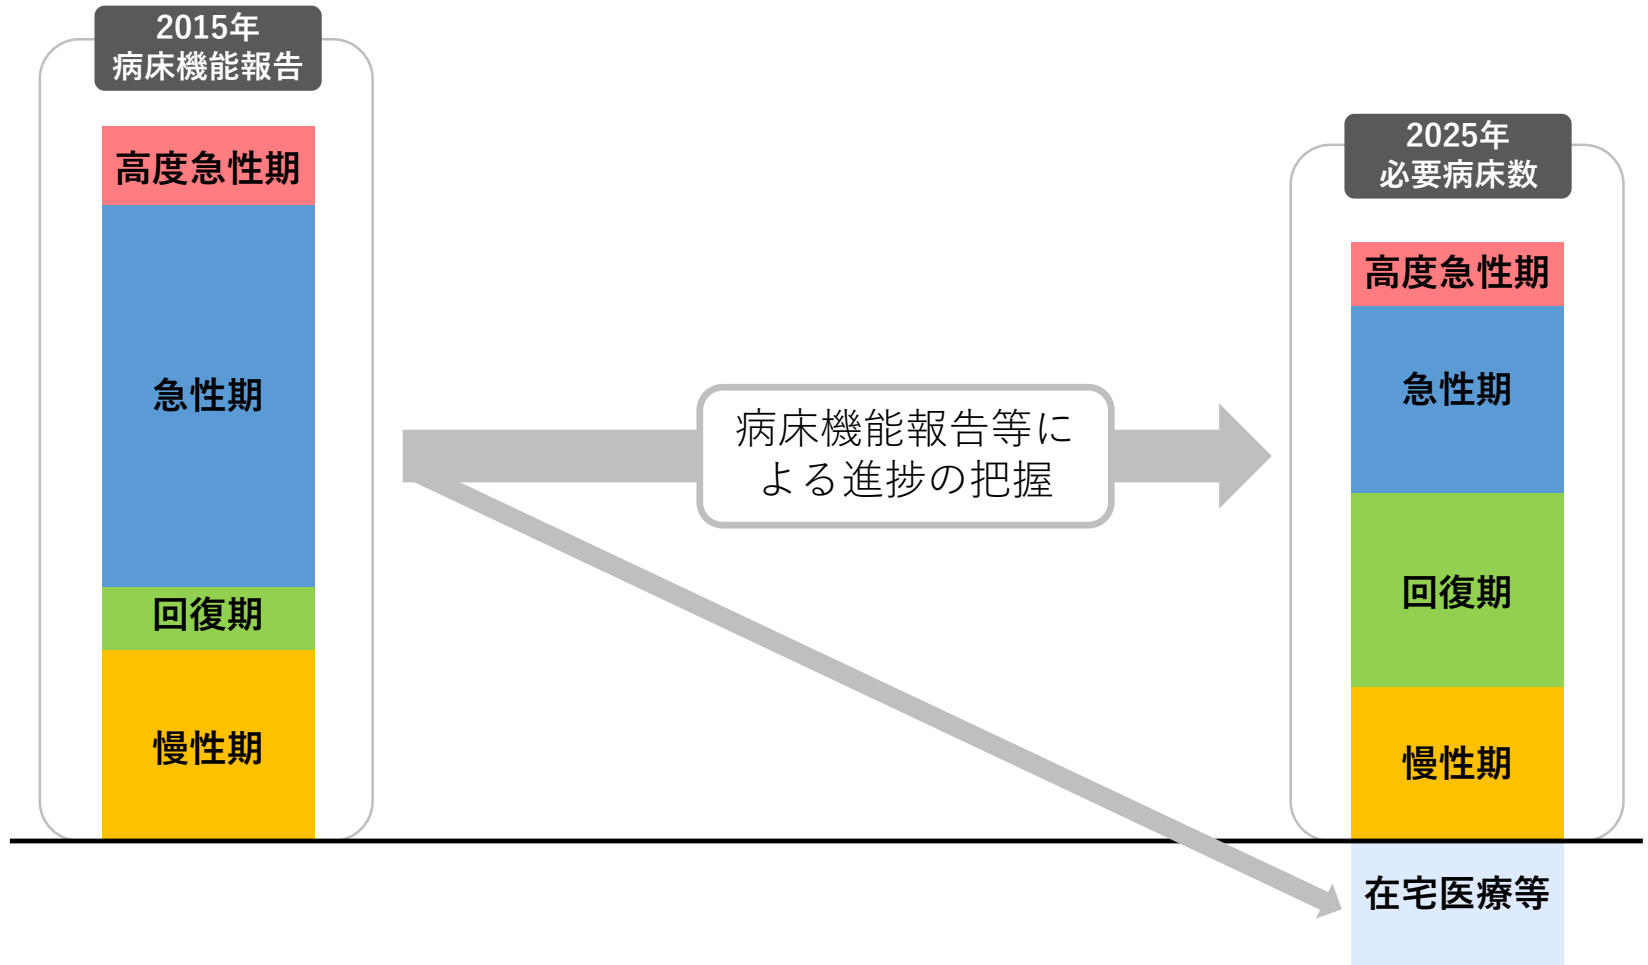 2015年
病床機能報告
高度急性期
急性期
回復期
慢性期
病床機能報告等に
よる進捗の把握
2025年
必要病床数
高度急性期
急性期
回復期
慢性期
在宅医療等